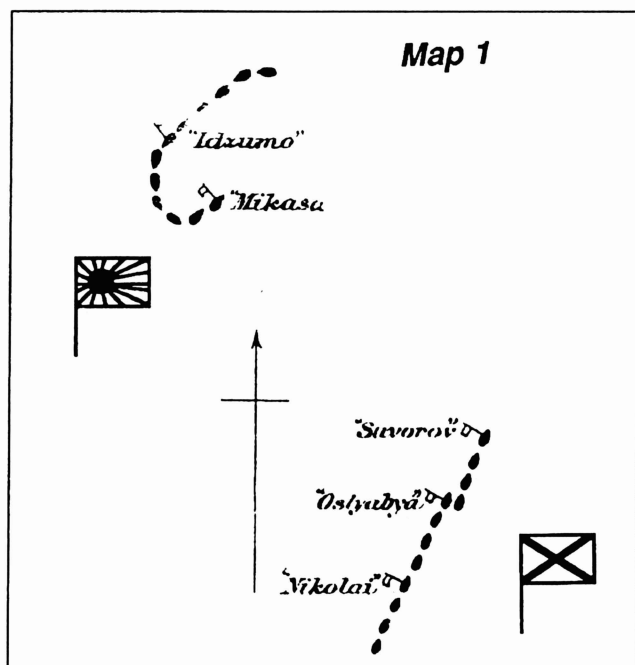 Map 1
"Idzumo"
"Mikasa
"Suvorov"
"Oslyabya"
"Nikolai"